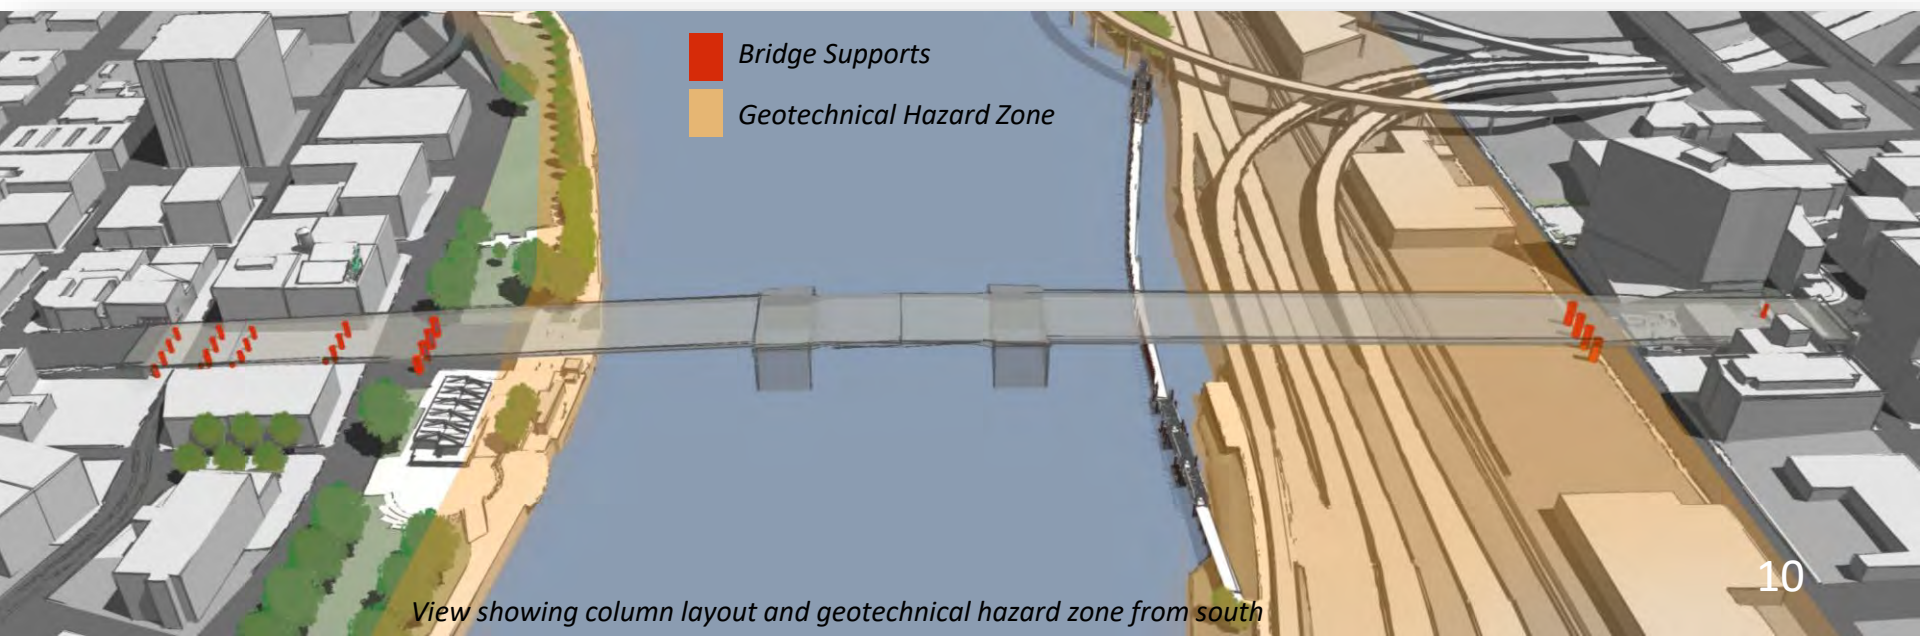 Bridge Supports
Geotechnical Hazard Zone
10
View showing column layout and geotechnical hazard zone from south